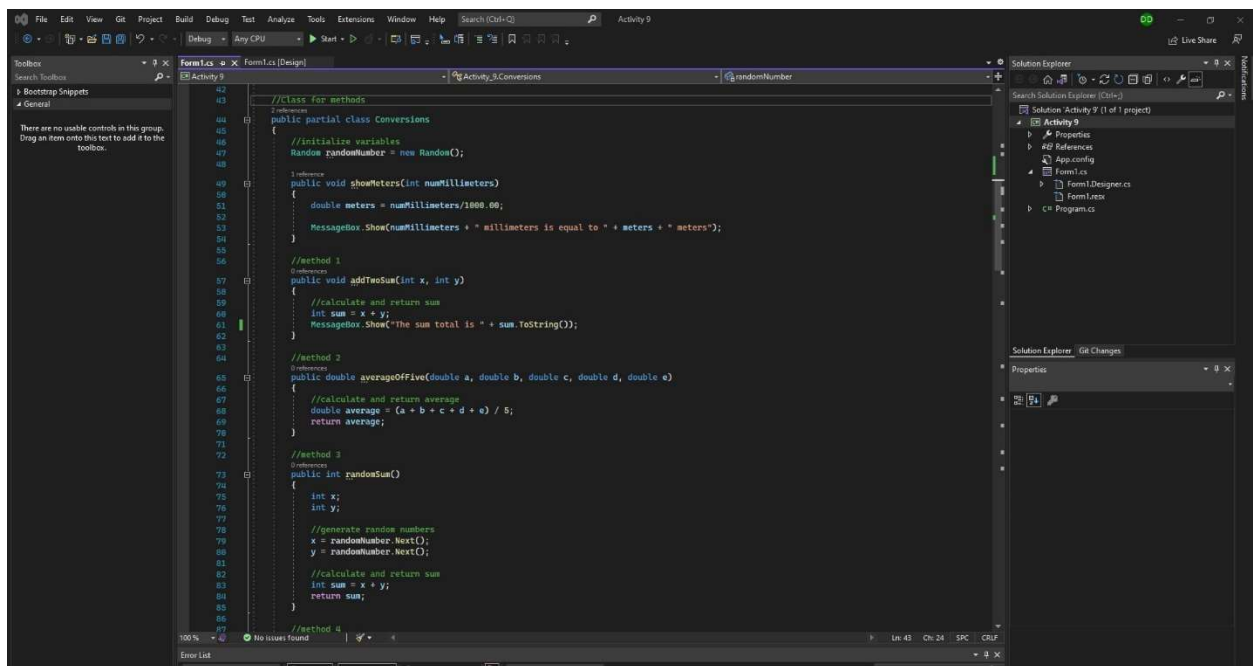 File Edit View Git Project Build Debug Test Analyze Tools Extensions Window Help Search (Ctrl+Q) Activity 9 DD
Debug Any CPU Start Live Share
Toolbox
Search Toolbox
Bootstrap Snippets
General
There are no usable controls in this group.
Drag an item onto this text to add it to the
toolbox.
Form1.cs Form1.cs [Design]
Activity 9 Activity_9.Conversions randomNumber
42
43 //Class for methods
2 references
44 public partial class Conversions
45 {
46 //initialize variables
47 Random randomNumber = new Random();
48
1 reference
49 public void showMeters(int numMillimeters)
50 {
51 double meters = numMillimeters/1000.00;
52
53 MessageBox.Show(numMillimeters + " millimeters is equal to " + meters + " meters");
54 }
55
56 //method 1
0 references
57 public void addTwoSum(int x, int y)
58 {
59 //calculate and return sum
60 int sum = x + y;
61 MessageBox.Show("The sum total is " + sum.ToString());
62 }
63
64 //method 2
0 references
65 public double averageOfFive(double a, double b, double c, double d, double e)
66 {
67 //calculate and return average
68 double average = (a + b + c + d + e) / 5;
69 return average;
70 }
71
72 //method 3
0 references
73 public int randomSum()
74 {
75 int x;
76 int y;
77
78 //generate random numbers
79 x = randomNumber.Next();
80 y = randomNumber.Next();
81
82 //calculate and return sum
83 int sum = x + y;
84 return sum;
85 }
86
87 //method 4
100 % No issues found Ln: 43 Ch: 24 SPC CRLF
Error List
Solution Explorer
Search Solution Explorer (Ctrl+;)
Solution 'Activity 9' (1 of 1 project)
Activity 9
Properties
References
App.config
Form1.cs
Form1.Designer.cs
Form1.resx
C# Program.cs
Solution Explorer Git Changes
Properties
Notifications